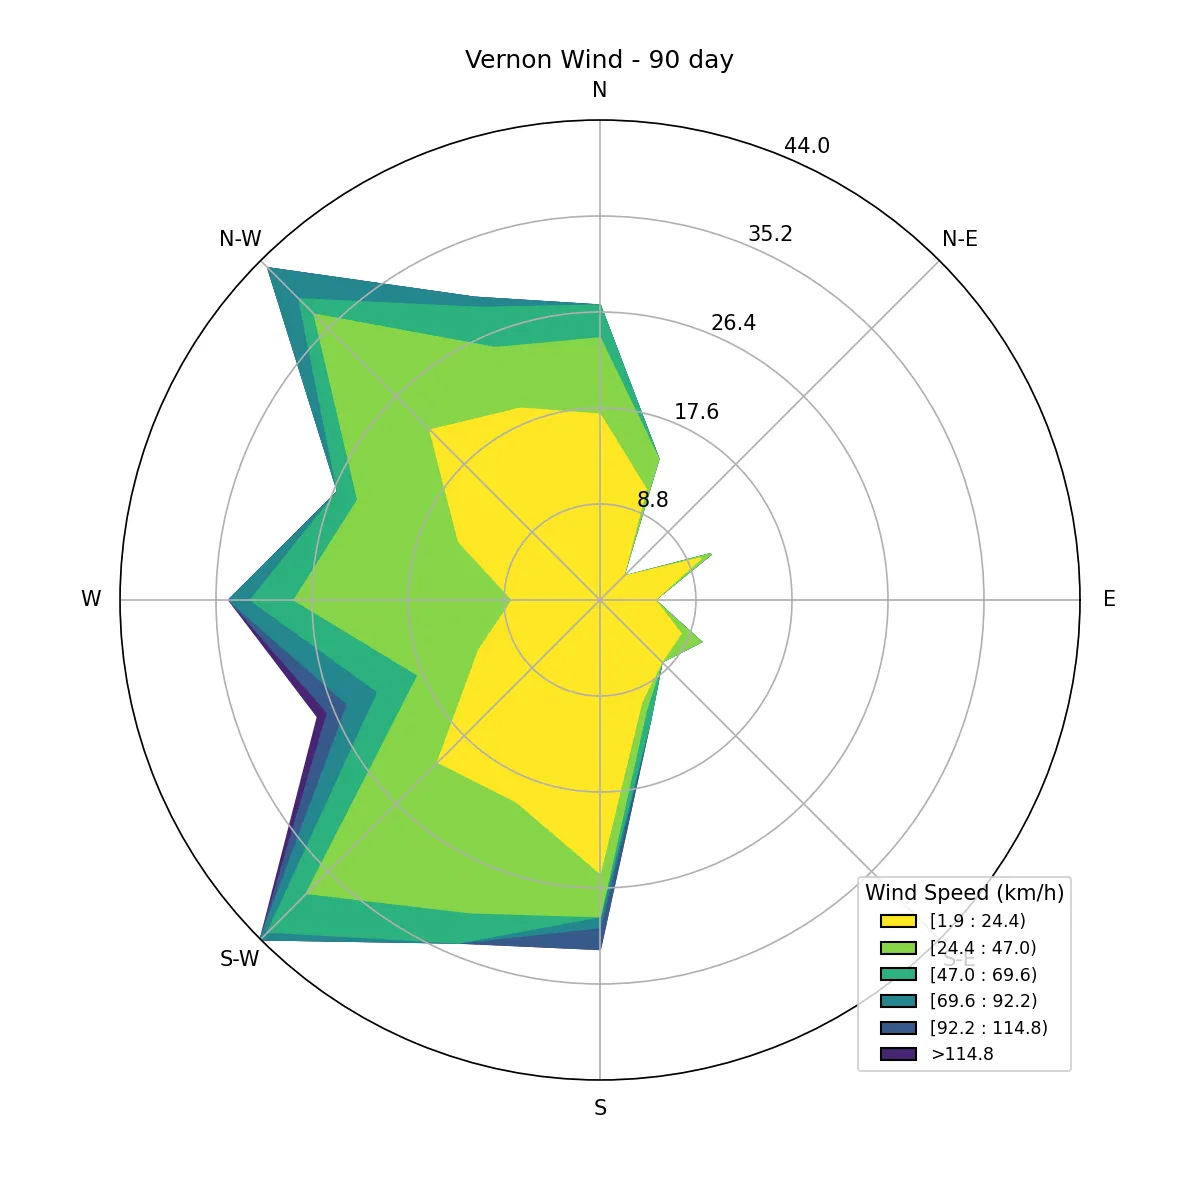 Vernon Wind - 90 day
N
44.0
35.2
N-W
N-E
26.4
17.6
8.8
W
E
S-W
S-E
Wind Speed (km/h)
[1.9 : 24.4)
[24.4 : 47.0)
[47.0 : 69.6)
[69.6 : 92.2)
[92.2 : 114.8)
>114.8
S